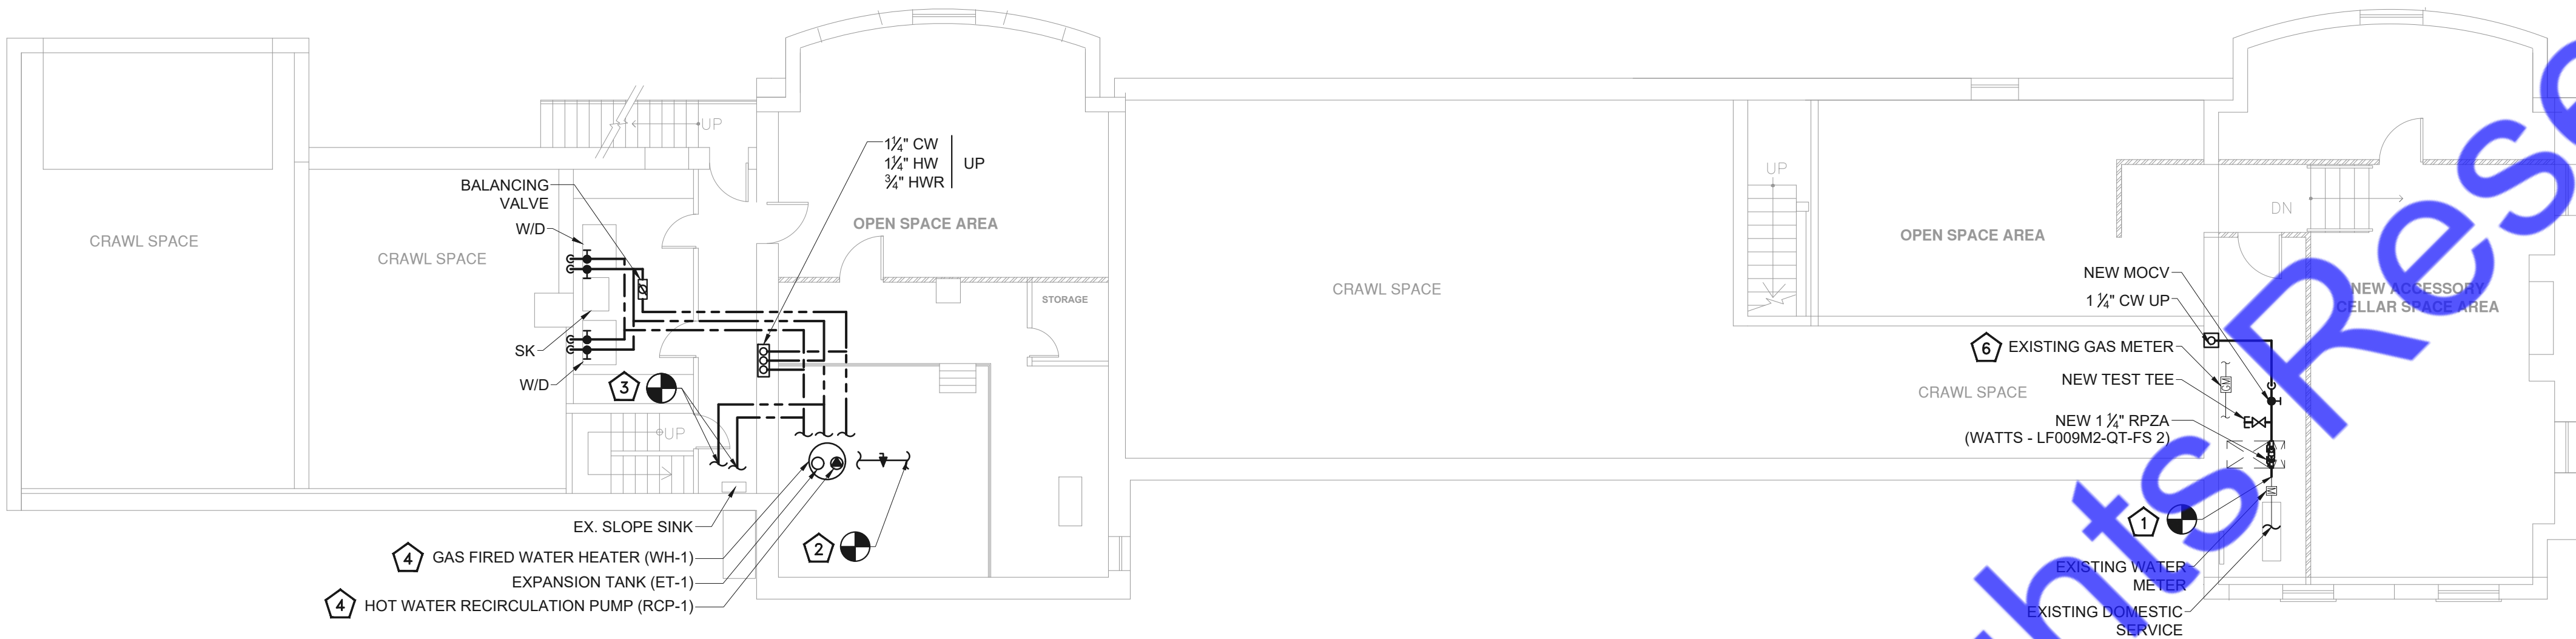 UP
1¼" CW
1¼" HW
¾" HWR
UP
BALANCING
VALVE
W/D
CRAWL SPACE
CRAWL SPACE
SK
W/D
3
UP
OPEN SPACE AREA
STORAGE
EX. SLOPE SINK
4 GAS FIRED WATER HEATER (WH-1)
EXPANSION TANK (ET-1)
4 HOT WATER RECIRCULATION PUMP (RCP-1)
2
CRAWL SPACE
UP
OPEN SPACE AREA
DN
NEW MOCV
1 ¼" CW UP
6 EXISTING GAS METER
GM
NEW TEST TEE
CRAWL SPACE
NEW 1 ¼" RPZA
(WATTS - LF009M2-QT-FS 2)
M
1
EXISTING WATER
METER
EXISTING DOMESTIC
SERVICE
NEW ACCESSORY
CELLAR SPACE AREA